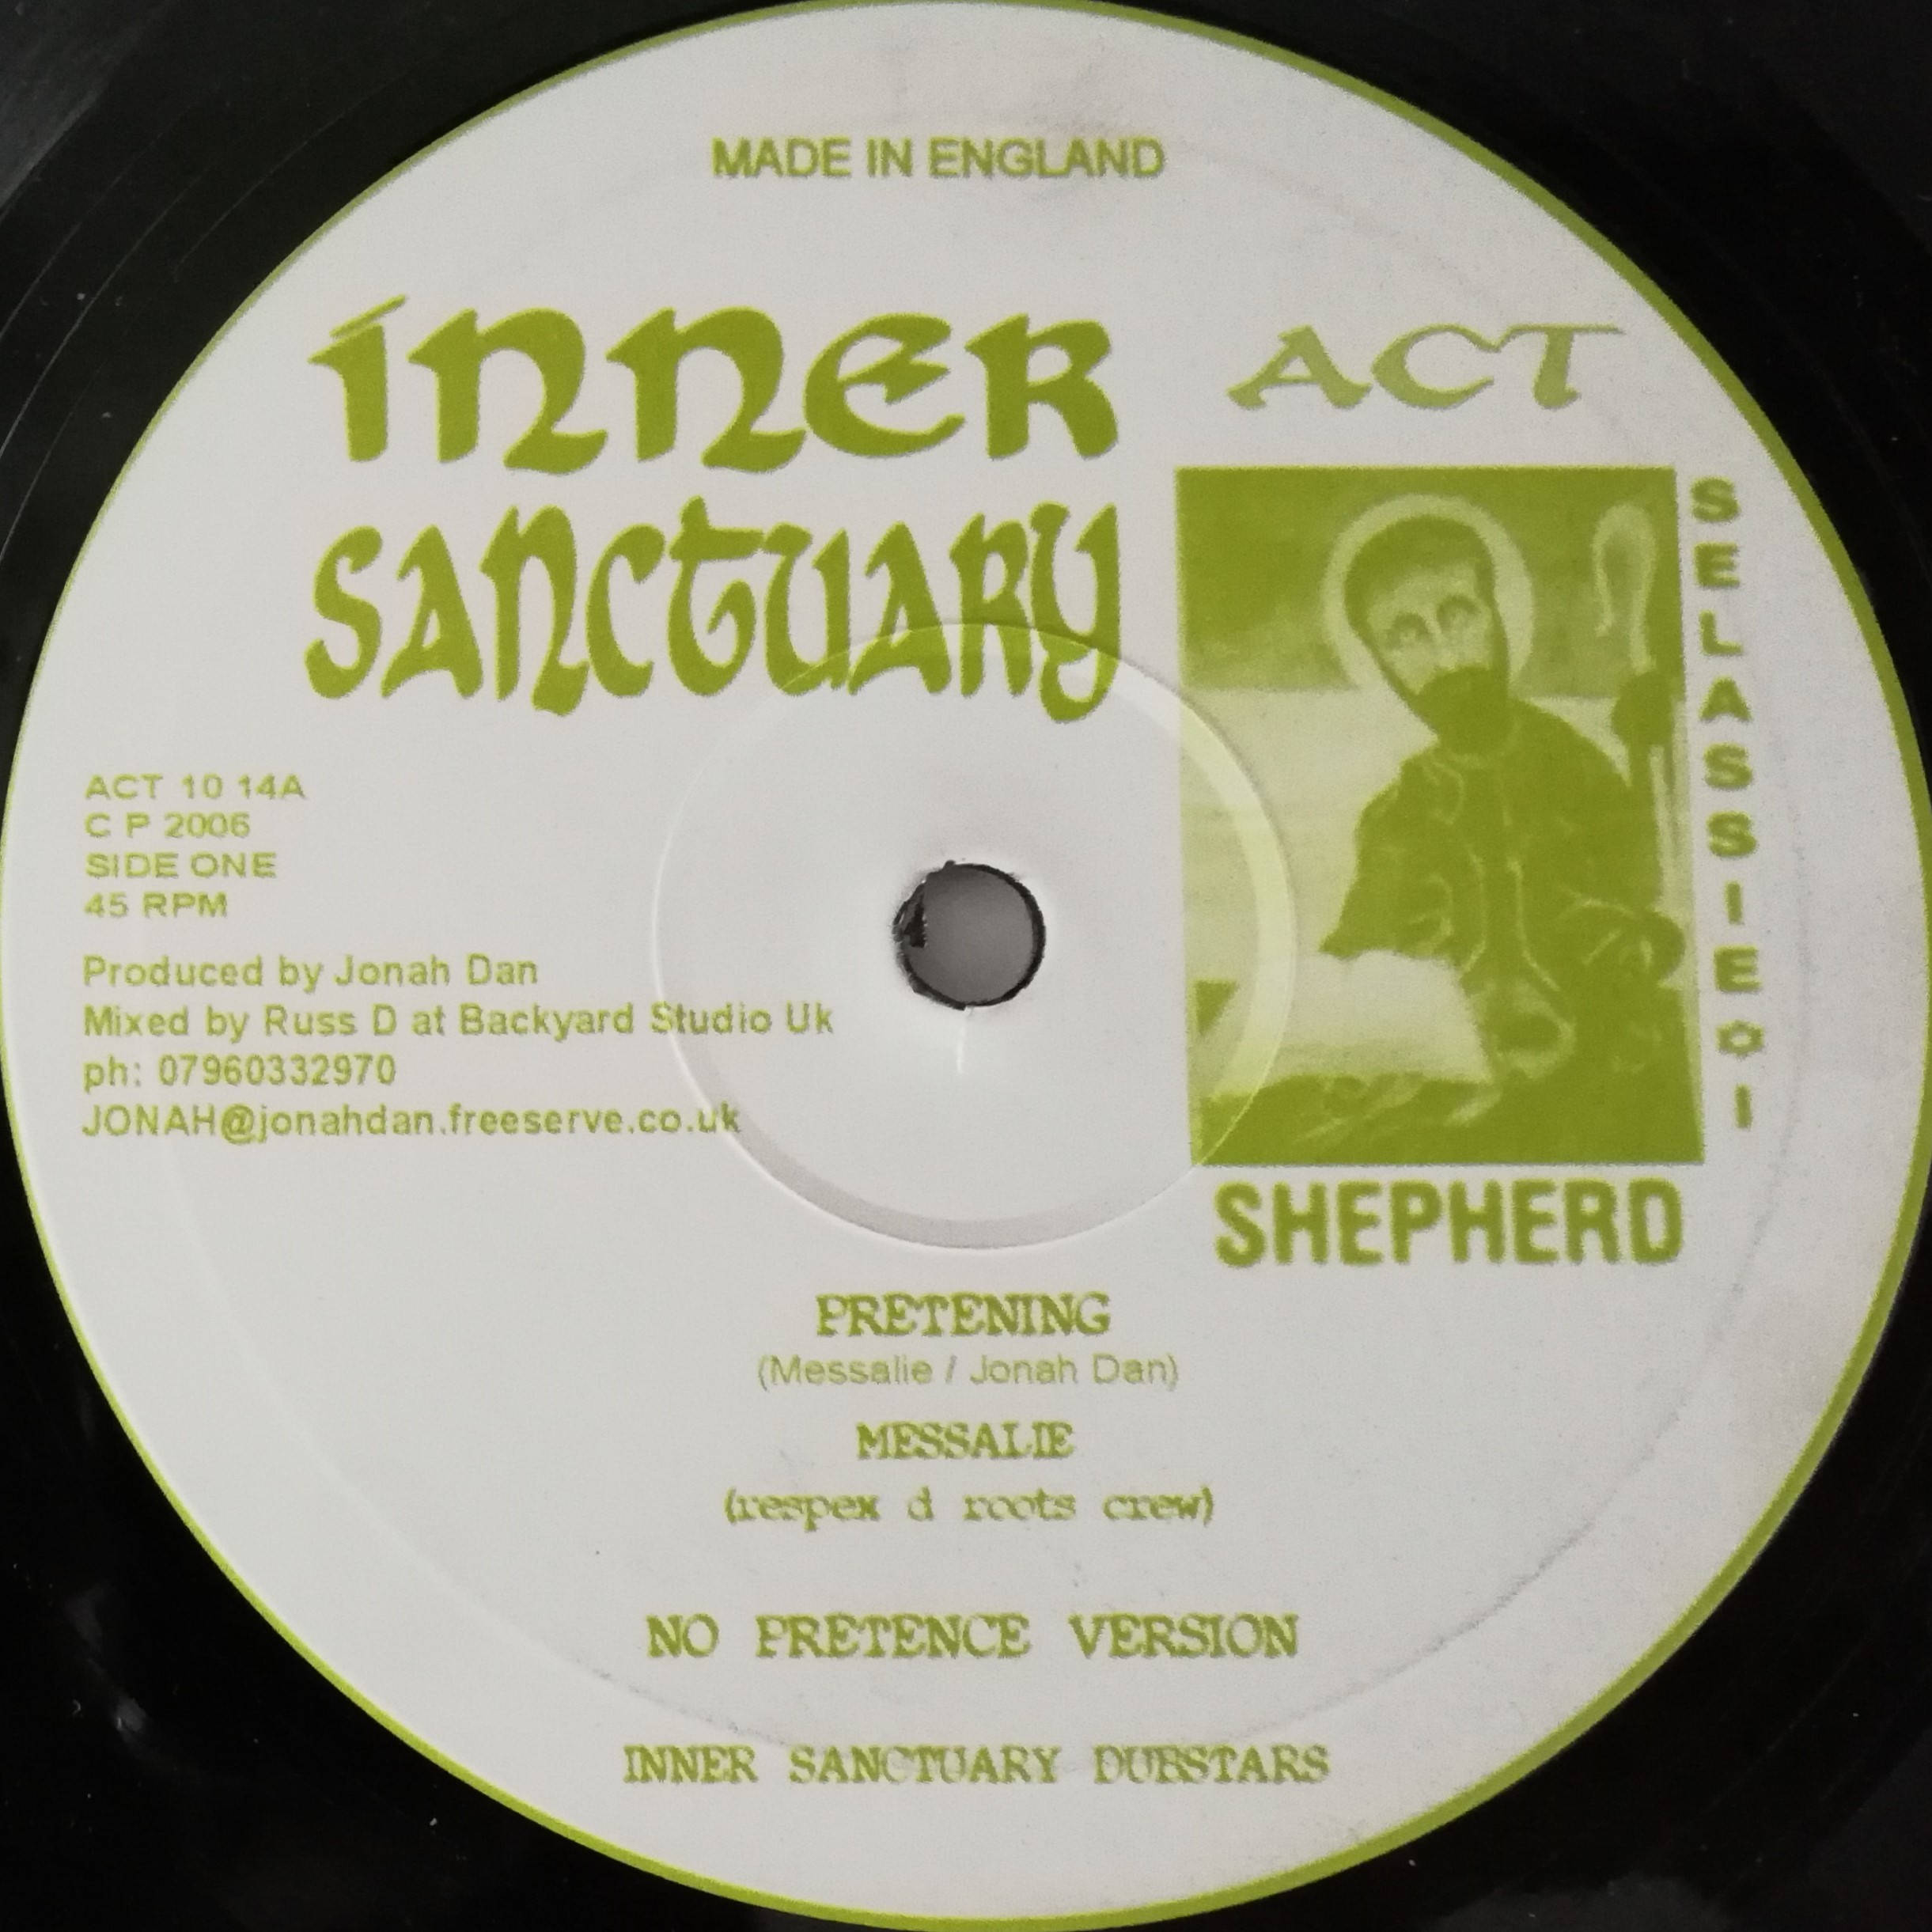 MADE IN ENGLAND
INNER
SANCTUARY
ACT
SELASSIE I
SHEPHERD
ACT 10 14A
C P 2006
SIDE ONE
45 RPM
Produced by Jonah Dan
Mixed by Russ D at Backyard Studio Uk
ph: 07960332970
JONAH@jonahdan.freeserve.co.uk
PRETENING
(Messalie / Jonah Dan)
MESSALIE
(respex d roots crew)
NO PRETENCE VERSION
INNER SANCTUARY DUBSTARS